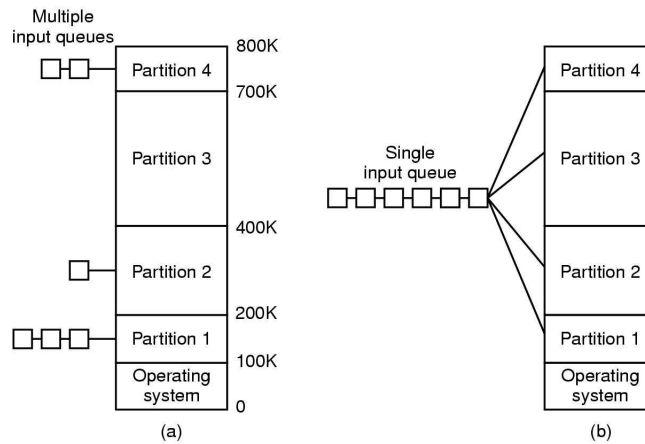 Multiple
input queues
800K
Partition 4
700K
Partition 3
400K
Partition 2
200K
Partition 1
100K
Operating
system
0
(a)
Single
input queue
Partition 4
Partition 3
Partition 2
Partition 1
Operating
system
(b)